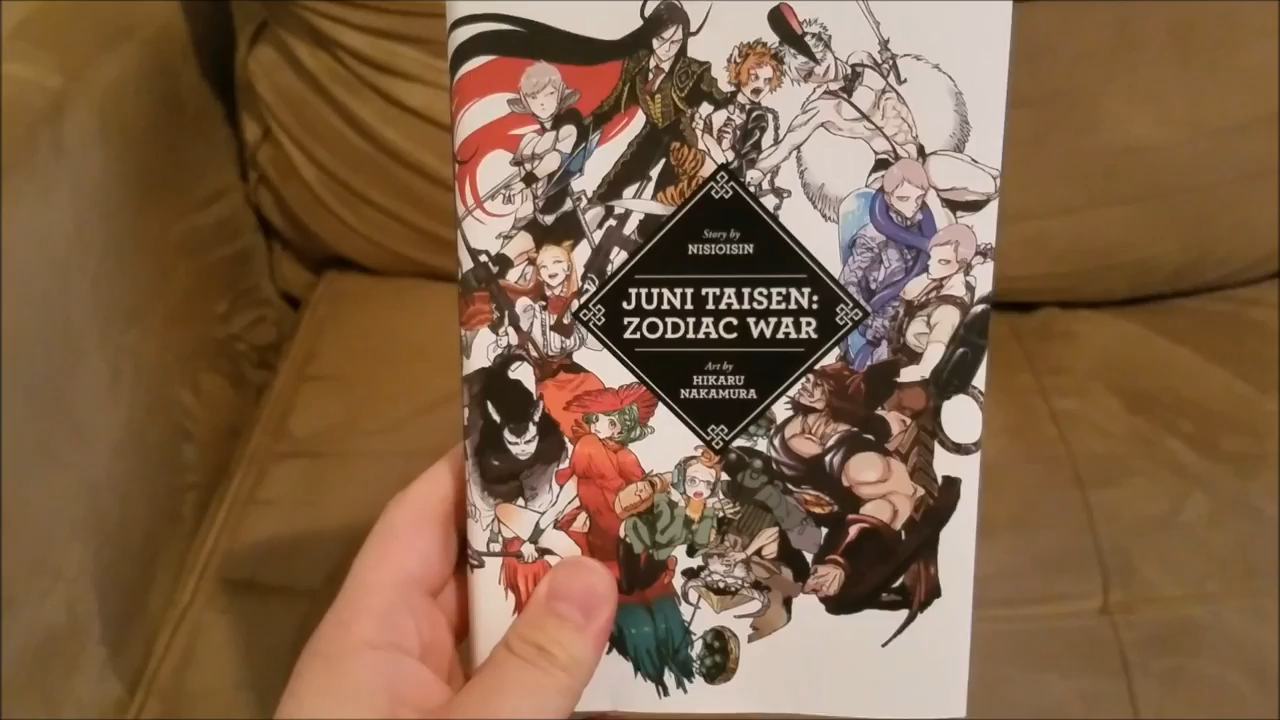 Story by
NISIOISIN
JUNI TAISEN:
ZODIAC WAR
Art by
HIKARU
NAKAMURA